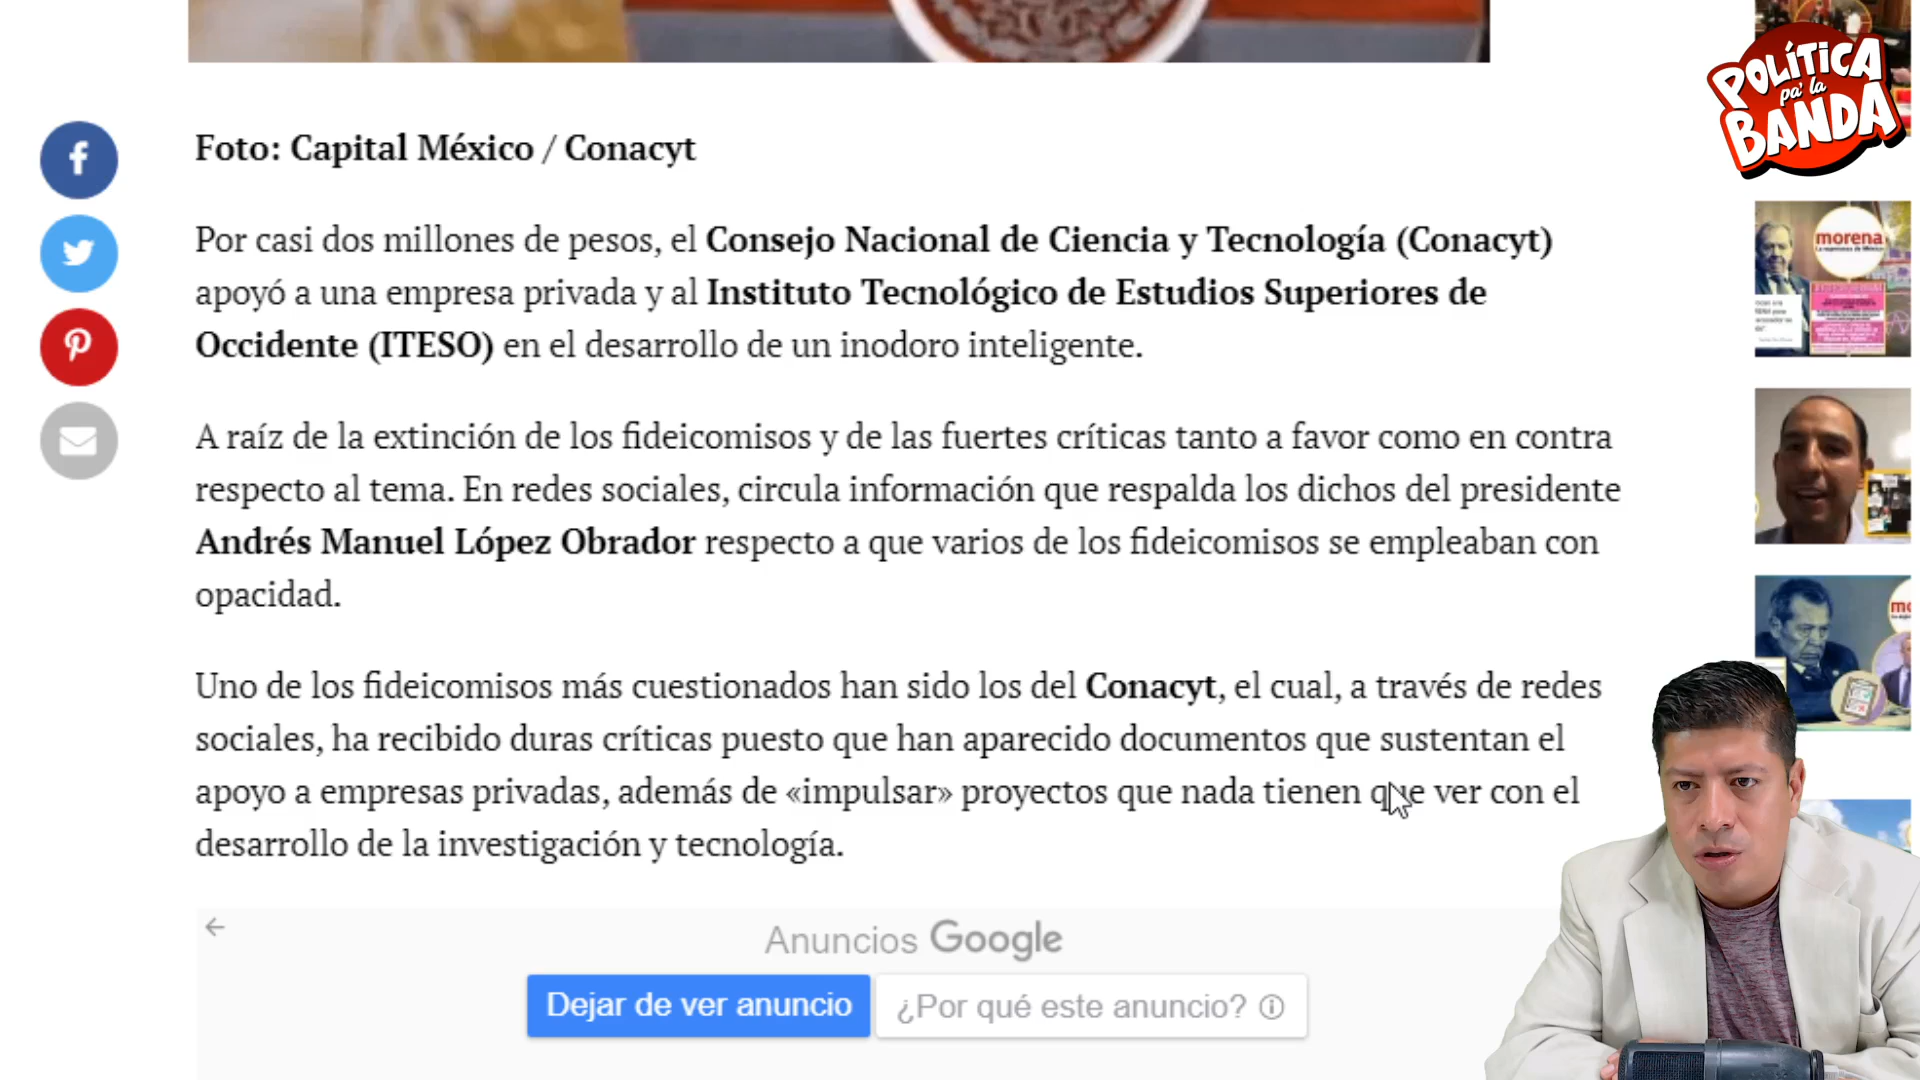 POLÍTICA
pa' la
BANDA
Foto: Capital México / Conacyt
Por casi dos millones de pesos, el Consejo Nacional de Ciencia y Tecnología (Conacyt)
apoyó a una empresa privada y al Instituto Tecnológico de Estudios Superiores de
Occidente (ITESO) en el desarrollo de un inodoro inteligente.
A raíz de la extinción de los fideicomisos y de las fuertes críticas tanto a favor como en contra
respecto al tema. En redes sociales, circula información que respalda los dichos del presidente
Andrés Manuel López Obrador respecto a que varios de los fideicomisos se empleaban con
opacidad.
Uno de los fideicomisos más cuestionados han sido los del Conacyt, el cual, a través de redes
sociales, ha recibido duras críticas puesto que han aparecido documentos que sustentan el
apoyo a empresas privadas, además de «impulsar» proyectos que nada tienen que ver con el
desarrollo de la investigación y tecnología.
Anuncios Google
Dejar de ver anuncio
¿Por qué este anuncio?
morena